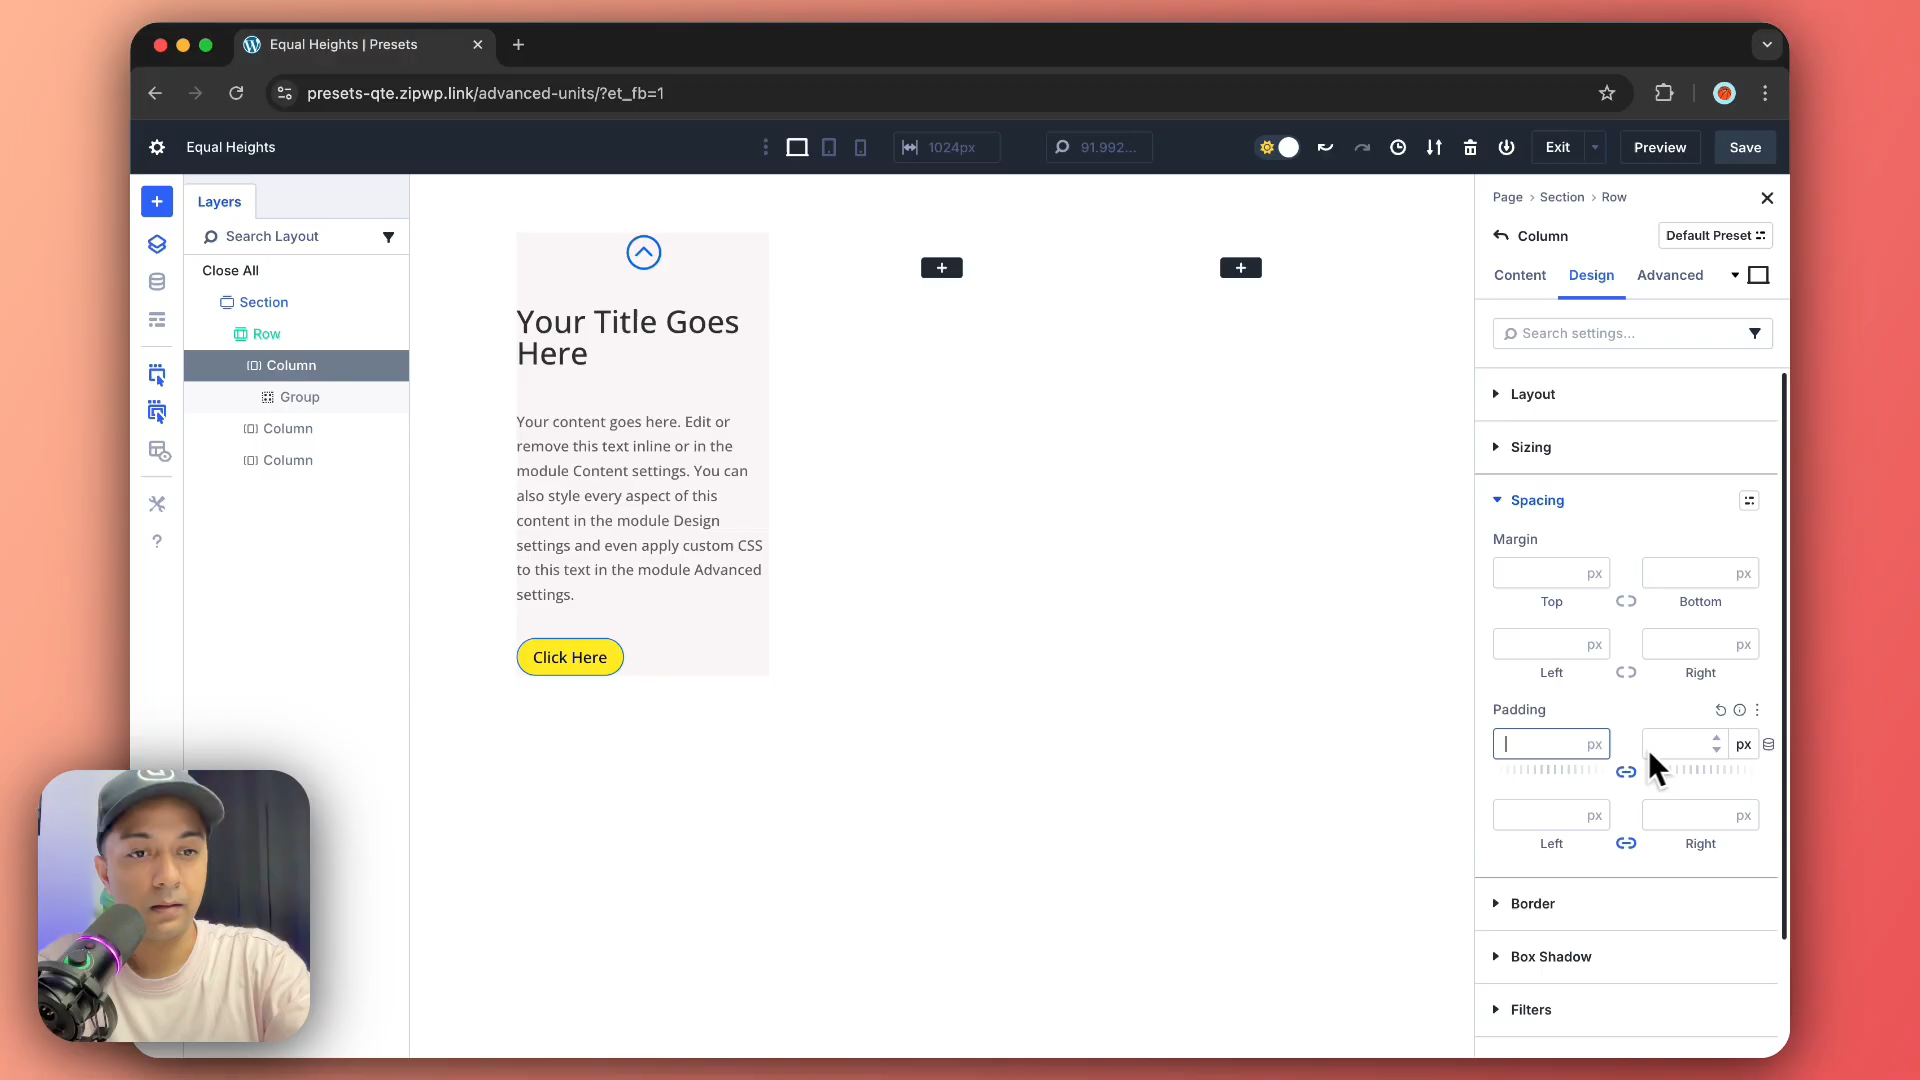 Equal Heights | Presets
presets-qte.zipwp.link/advanced-units/?et_fb=1
Equal Heights
1024px
91.992...
Exit
Preview
Save
Layers
Search Layout
Close All
Section
Row
Column
Group
Column
Column
Your Title Goes
Here
Your content goes here. Edit or
remove this text inline or in the
module Content settings. You can
also style every aspect of this
content in the module Design
settings and even apply custom CSS
to this text in the module Advanced
settings.
Click Here
Page > Section > Row
Column
Default Preset
Content
Design
Advanced
Search settings...
Layout
Sizing
Spacing
Margin
px
px
Top
Bottom
px
px
Left
Right
Padding
px
px
px
px
Left
Right
Border
Box Shadow
Filters